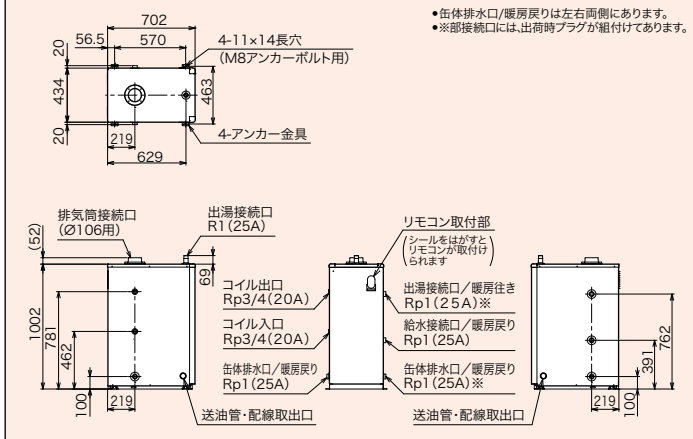 ●缶体排水口/暖房戻りは左右両側にあります。
●※部接続口には、出荷時プラグが組付けてあります。
702
56.5
570
4-11×14長穴
(M8アンカーボルト用)
20
434
463
20
219
4-アンカー金具
629
排気筒接続口
(Ø106用)
出湯接続口
R1(25A)
(52)
69
1002
781
462
100
219
送油管・配線取出口
リモコン取付部
(シールをはがすと
リモコンが取付け
られます)
コイル出口
Rp3/4(20A)
コイル入口
Rp3/4(20A)
缶体排水口/暖房戻り
Rp1(25A)
出湯接続口/暖房往き
Rp1(25A)※
給水接続口/暖房戻り
Rp1(25A)
缶体排水口/暖房戻り
Rp1(25A)※
762
391
100
219
送油管・配線取出口